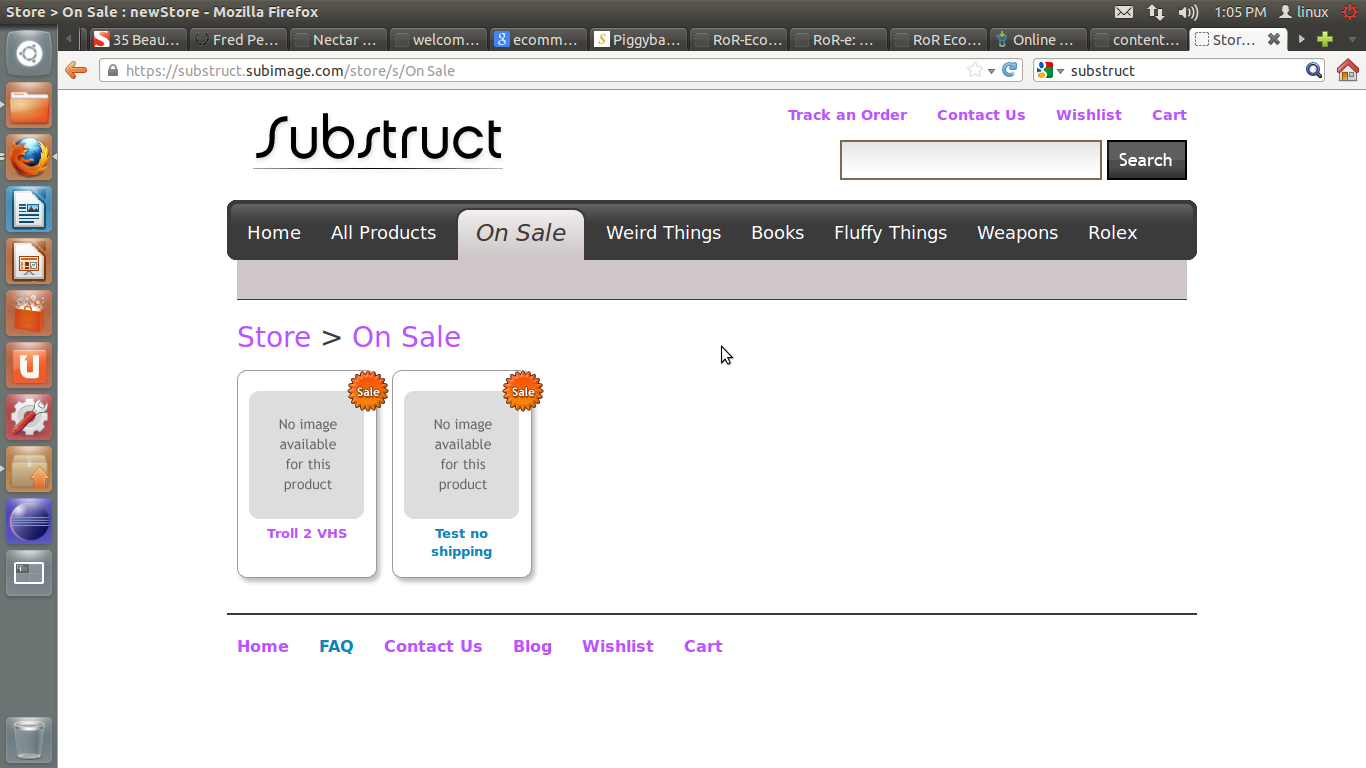 Store > On Sale : newStore - Mozilla Firefox
1:05 PM
linux
35 Beau...
Fred Pe...
Nectar ...
welcom...
ecomm...
Piggyba...
RoR-Eco...
RoR-e: ...
RoR Eco...
Online ...
content...
Stor...
https://substruct.subimage.com/store/s/On Sale
substruct
Substruct
Track an Order
Contact Us
Wishlist
Cart
Search
Home
All Products
On Sale
Weird Things
Books
Fluffy Things
Weapons
Rolex
Store > On Sale
Sale
No image
available
for this
product
Troll 2 VHS
Sale
No image
available
for this
product
Test no
shipping
Home
FAQ
Contact Us
Blog
Wishlist
Cart